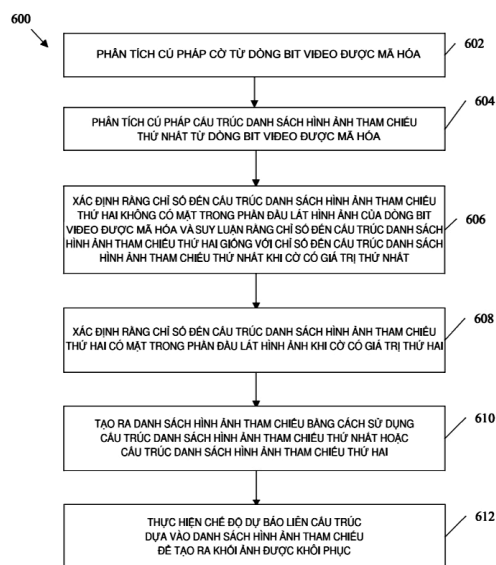 600
PHÂN TÍCH CÚ PHÁP CỜ TỪ DÒNG BIT VIĐEO ĐƯỢC MÃ HÓA
602
PHÂN TÍCH CÚ PHÁP CẤU TRÚC DANH SÁCH HÌNH ẢNH THAM CHIẾU
THỨ NHẤT TỪ DÒNG BIT VIĐEO ĐƯỢC MÃ HÓA
604
XÁC ĐỊNH RẰNG CHỈ SỐ ĐẾN CẤU TRÚC DANH SÁCH HÌNH ẢNH THAM CHIẾU
THỨ HAI KHÔNG CÓ MẶT TRONG PHẦN ĐẦU LÁT HÌNH ẢNH CỦA DÒNG BIT
VIĐEO ĐƯỢC MÃ HÓA VÀ SUY LUẬN RẰNG CHỈ SỐ ĐẾN CẤU TRÚC DANH SÁCH
HÌNH ẢNH THAM CHIẾU THỨ HAI GIỐNG VỚI CHỈ SỐ ĐẾN CẤU TRÚC DANH SÁCH
HÌNH ẢNH THAM CHIẾU THỨ NHẤT KHI CỜ CÓ GIÁ TRỊ THỨ NHẤT
606
XÁC ĐỊNH RẰNG CHỈ SỐ ĐẾN CẤU TRÚC DANH SÁCH HÌNH ẢNH THAM CHIẾU
THỨ HAI CÓ MẶT TRONG PHẦN ĐẦU LÁT HÌNH ẢNH KHI CỜ CÓ GIÁ TRỊ THỨ HAI
608
TẠO RA DANH SÁCH HÌNH ẢNH THAM CHIẾU BẰNG CÁCH SỬ DỤNG
CẤU TRÚC DANH SÁCH HÌNH ẢNH THAM CHIẾU THỨ NHẤT HOẶC
CẤU TRÚC DANH SÁCH HÌNH ẢNH THAM CHIẾU THỨ HAI
610
THỰC HIỆN CHẾ ĐỘ DỰ BÁO LIÊN CẤU TRÚC
DỰA VÀO DANH SÁCH HÌNH ẢNH THAM CHIẾU
ĐỂ TẠO RA KHỐI ẢNH ĐƯỢC KHÔI PHỤC
612